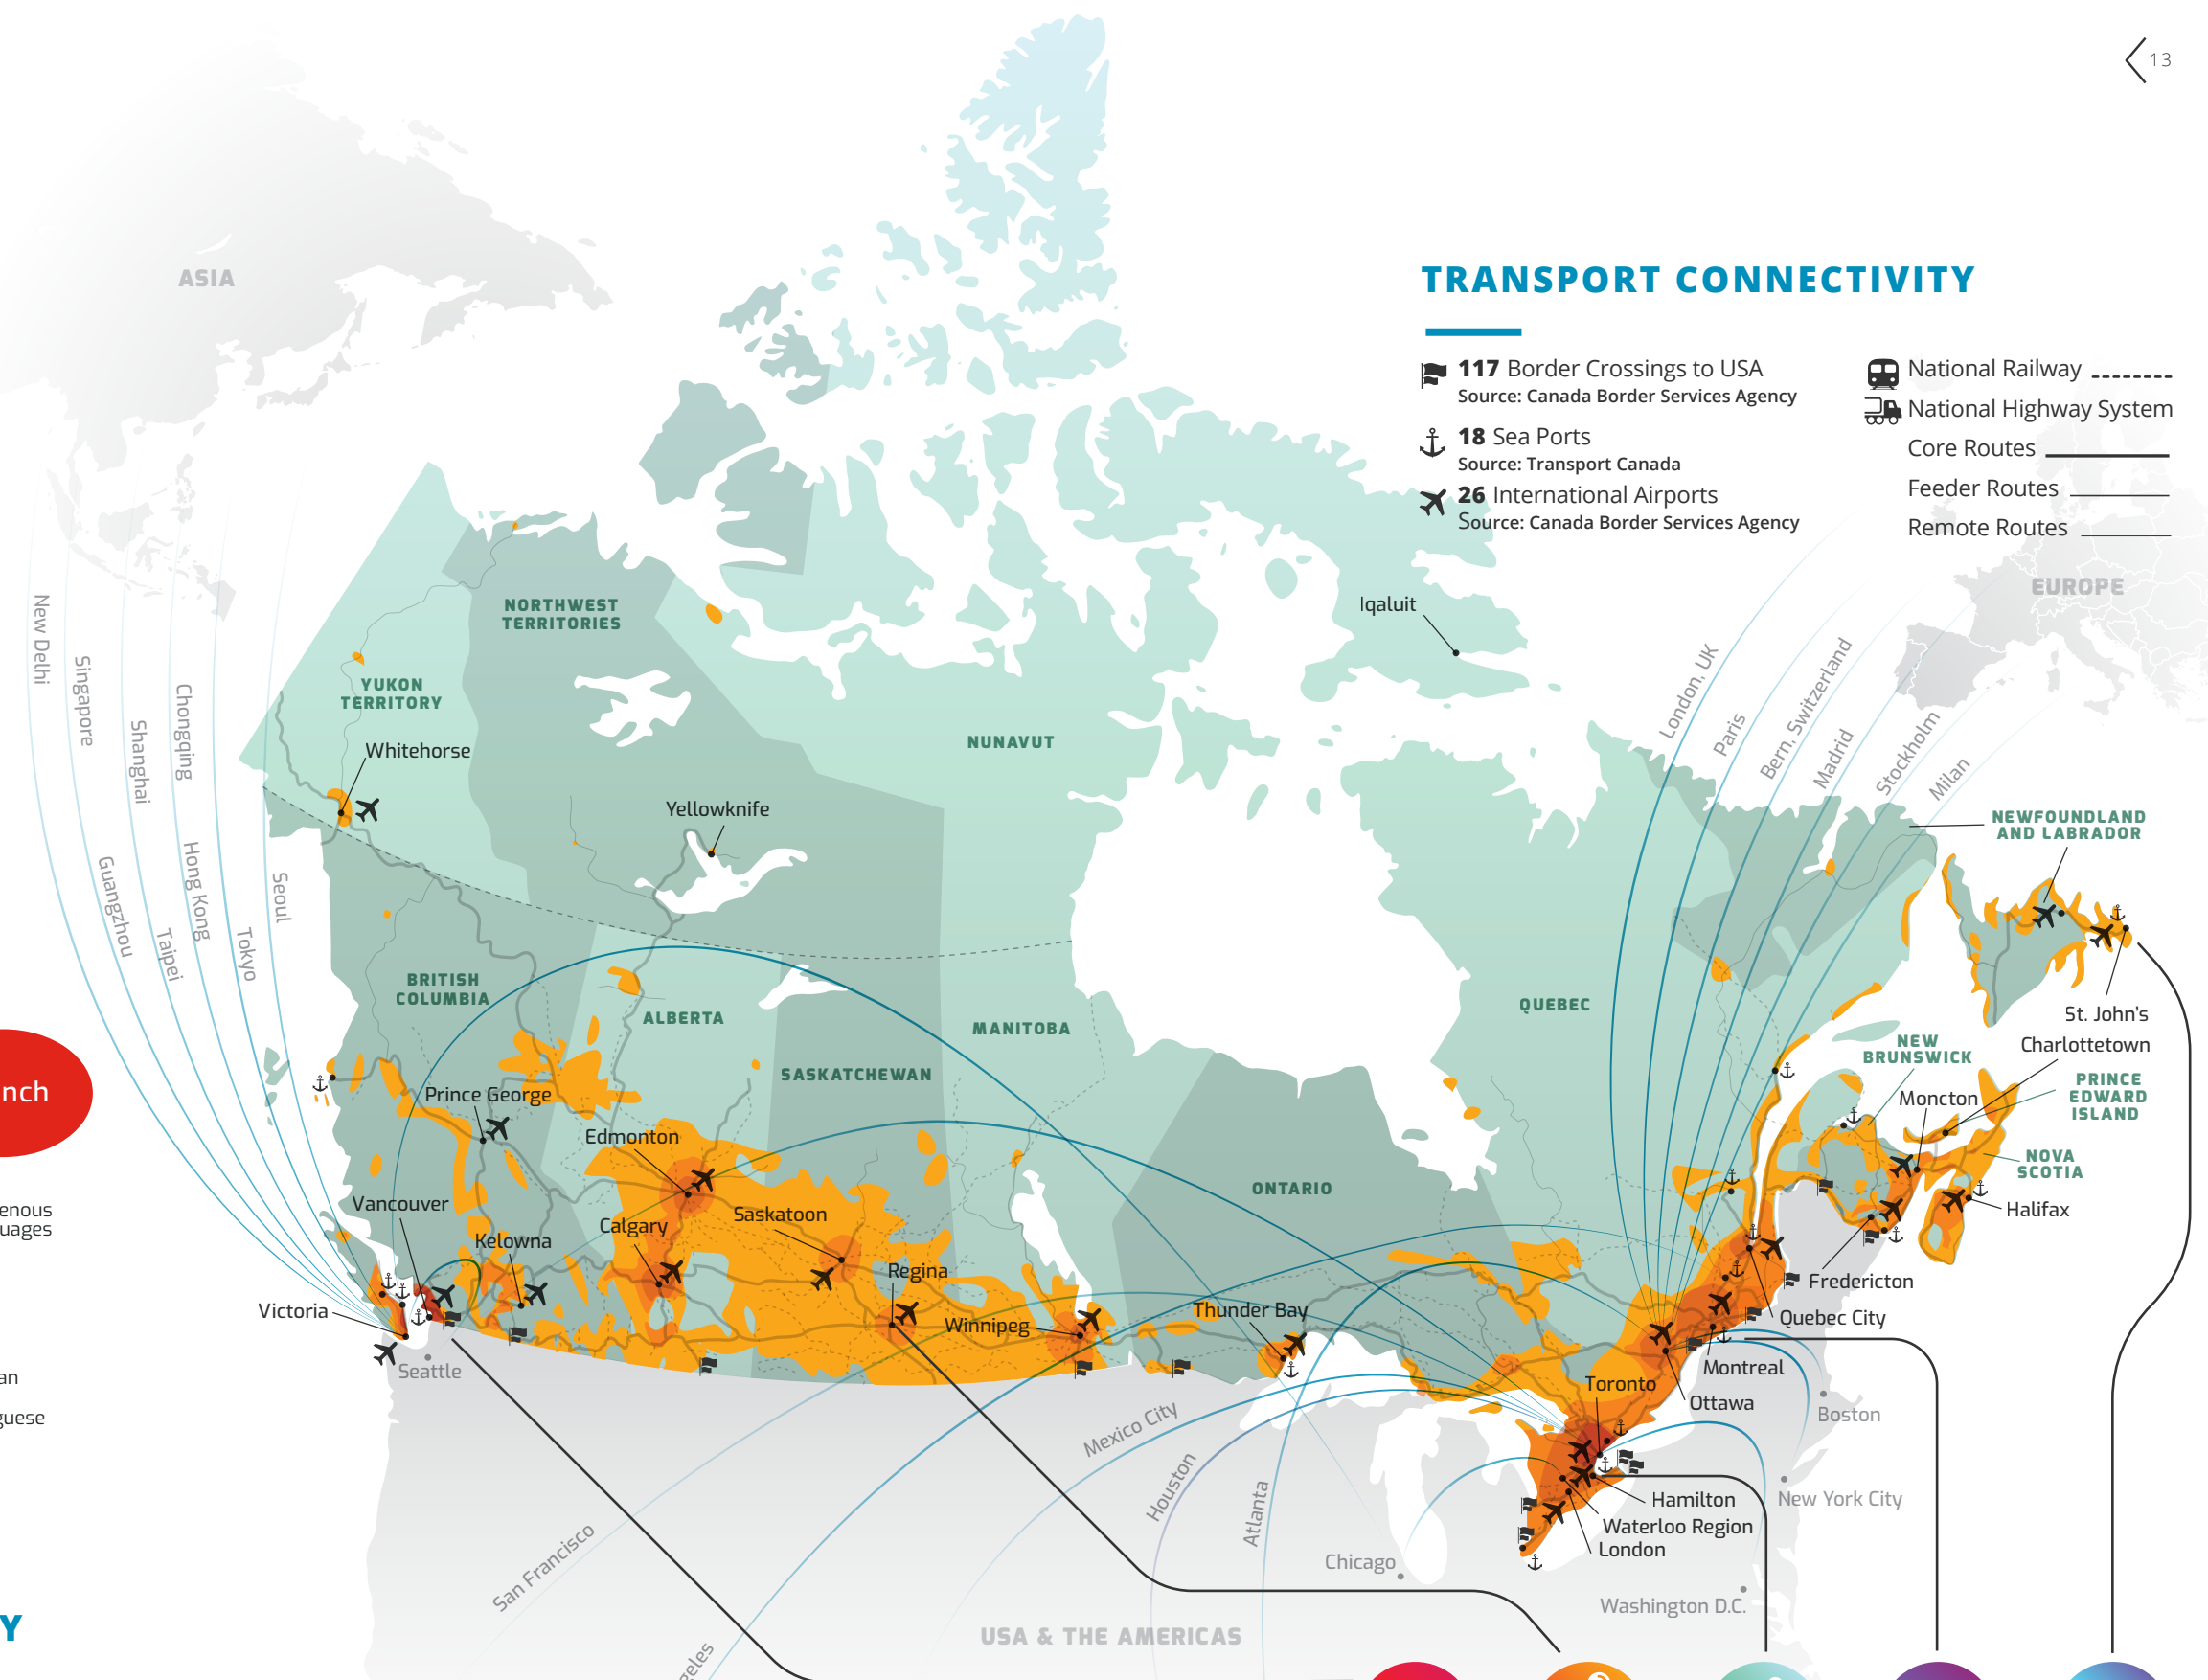 13
TRANSPORT CONNECTIVITY
117 Border Crossings to USA
Source: Canada Border Services Agency
18 Sea Ports
Source: Transport Canada
26 International Airports
Source: Canada Border Services Agency
National Railway
National Highway System
Core Routes
Feeder Routes
Remote Routes
ASIA
EUROPE
New Delhi
Singapore
Shanghai
Chongqing
Guangzhou
Taipei
Hong Kong
Tokyo
Seoul
London, UK
Paris
Bern, Switzerland
Madrid
Stockholm
Milan
NORTHWEST
TERRITORIES
YUKON
TERRITORY
Whitehorse
Yellowknife
NUNAVUT
Iqaluit
NEWFOUNDLAND
AND LABRADOR
St. John's
BRITISH
COLUMBIA
ALBERTA
SASKATCHEWAN
MANITOBA
ONTARIO
QUEBEC
NEW
BRUNSWICK
Charlottetown
PRINCE
EDWARD
ISLAND
Moncton
NOVA
SCOTIA
Halifax
Fredericton
Quebec City
Montreal
Ottawa
Toronto
Hamilton
Waterloo Region
London
Prince George
Edmonton
Vancouver
Calgary
Saskatoon
Kelowna
Regina
Winnipeg
Thunder Bay
Victoria
Seattle
Boston
New York City
Washington D.C.
Chicago
Mexico City
Houston
Atlanta
San Francisco
eles
USA & THE AMERICAS
nch
enous
uages
an
guese
Y